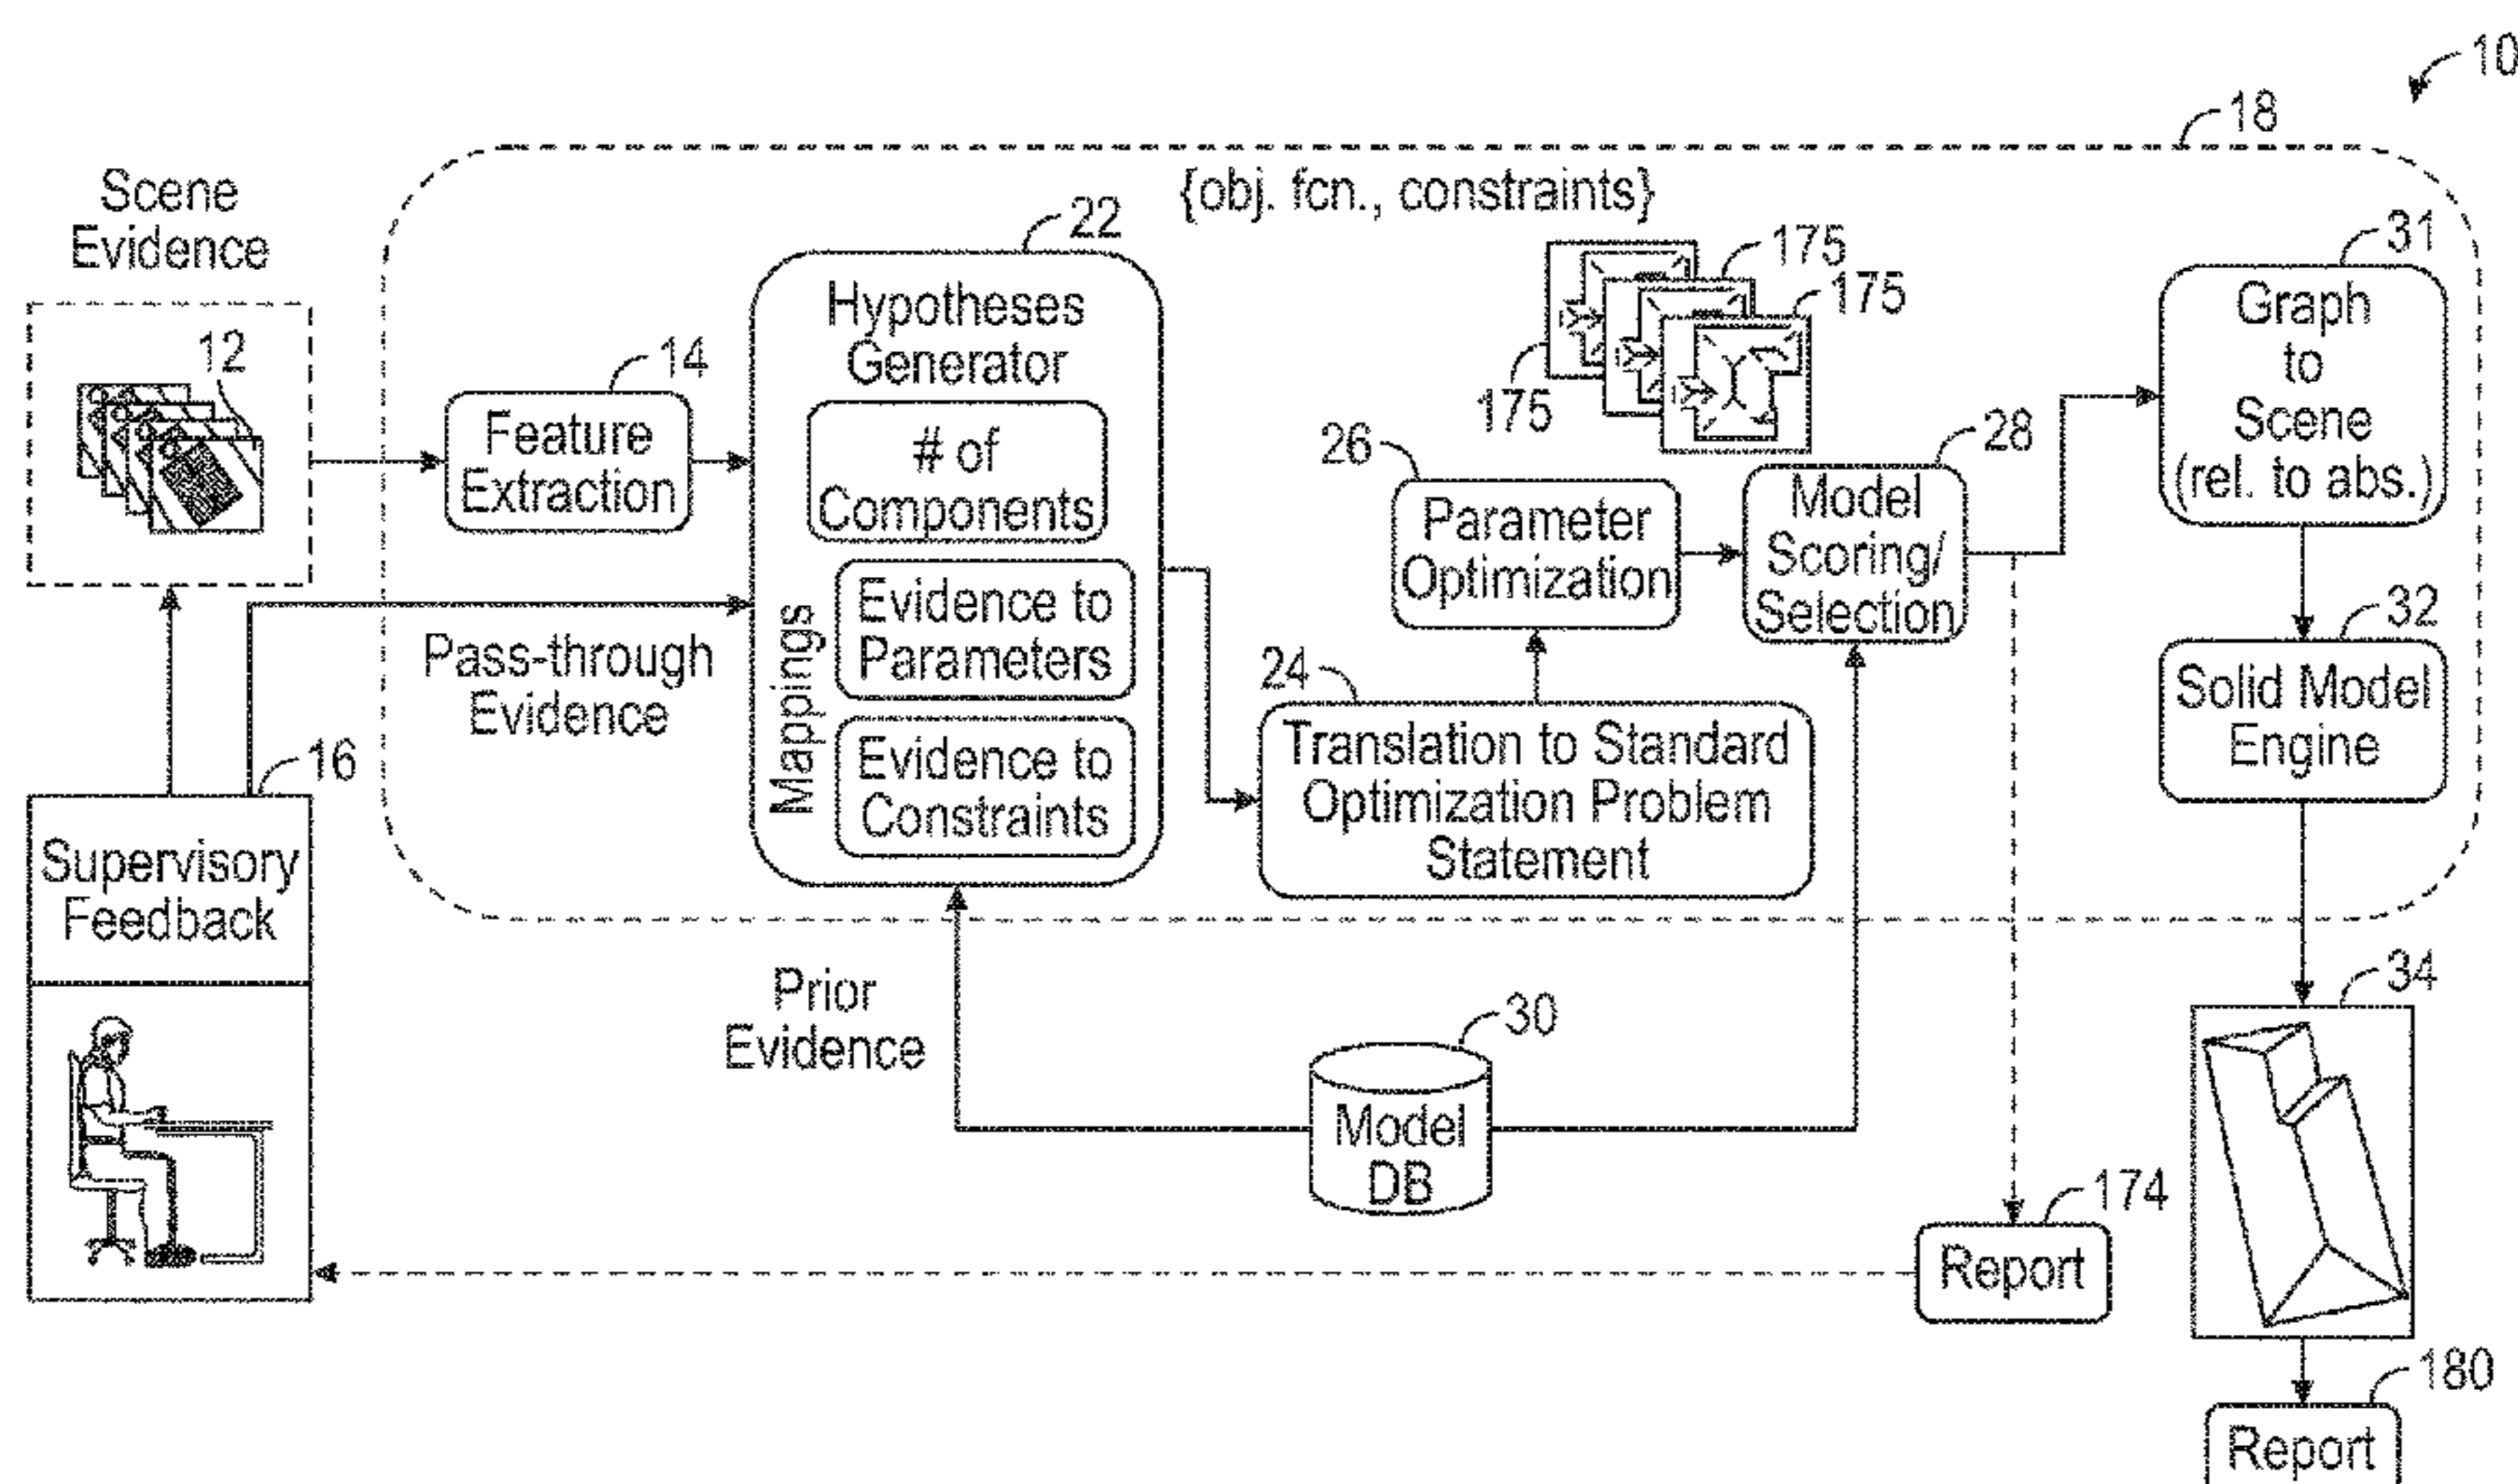 10
18
{obj. fcn., constraints}
Scene
Evidence
12
14
Feature
Extraction
22
Hypotheses
Generator
# of
Components
Mappings
Evidence to
Parameters
Evidence to
Constraints
Pass-through
Evidence
16
Supervisory
Feedback
175
175
175
26
Parameter
Optimization
28
Model
Scoring/
Selection
24
Translation to Standard
Optimization Problem
Statement
31
Graph
to
Scene
(rel. to abs.)
32
Solid Model
Engine
34
Prior
Evidence
30
Model
DB
174
Report
180
Report